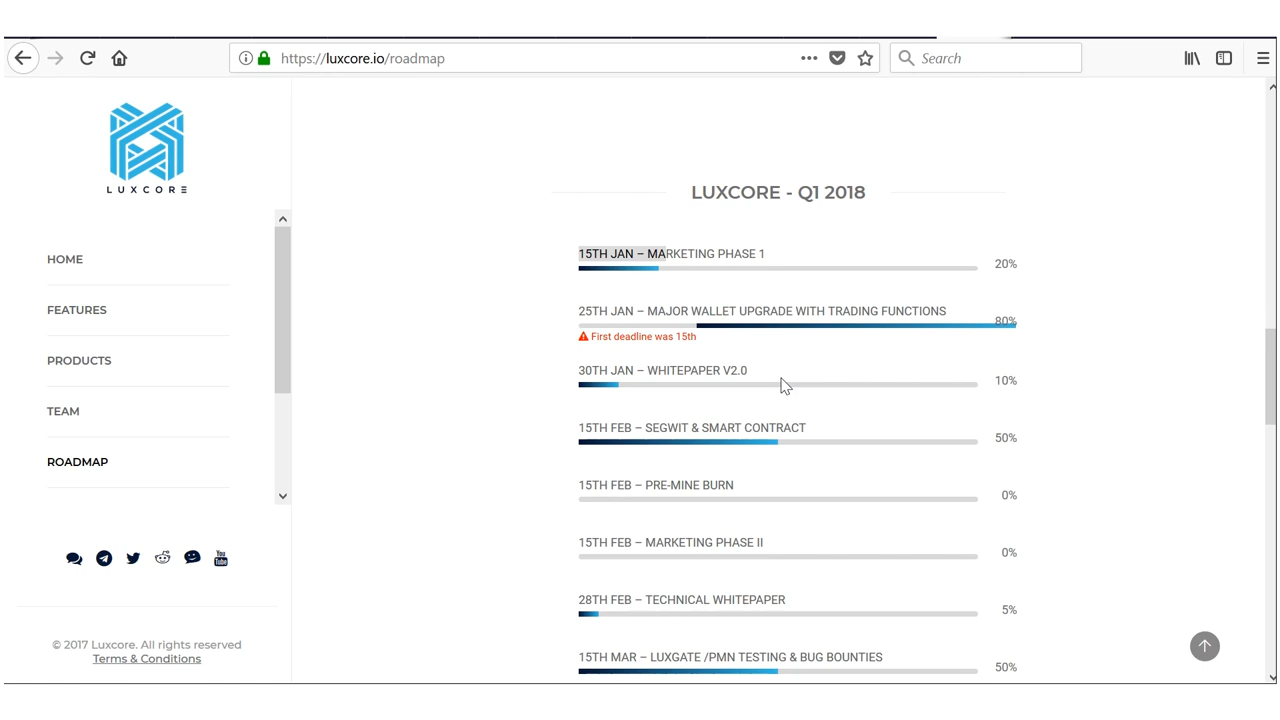 https://luxcore.io/roadmap
Search
LUXCORE
HOME
FEATURES
PRODUCTS
TEAM
ROADMAP
You
Tube
© 2017 Luxcore. All rights reserved
Terms & Conditions
LUXCORE - Q1 2018
15TH JAN – MARKETING PHASE 1
20%
25TH JAN – MAJOR WALLET UPGRADE WITH TRADING FUNCTIONS
80%
First deadline was 15th
30TH JAN – WHITEPAPER V2.0
10%
15TH FEB – SEGWIT & SMART CONTRACT
50%
15TH FEB – PRE-MINE BURN
0%
15TH FEB – MARKETING PHASE II
0%
28TH FEB – TECHNICAL WHITEPAPER
5%
15TH MAR – LUXGATE /PMN TESTING & BUG BOUNTIES
50%